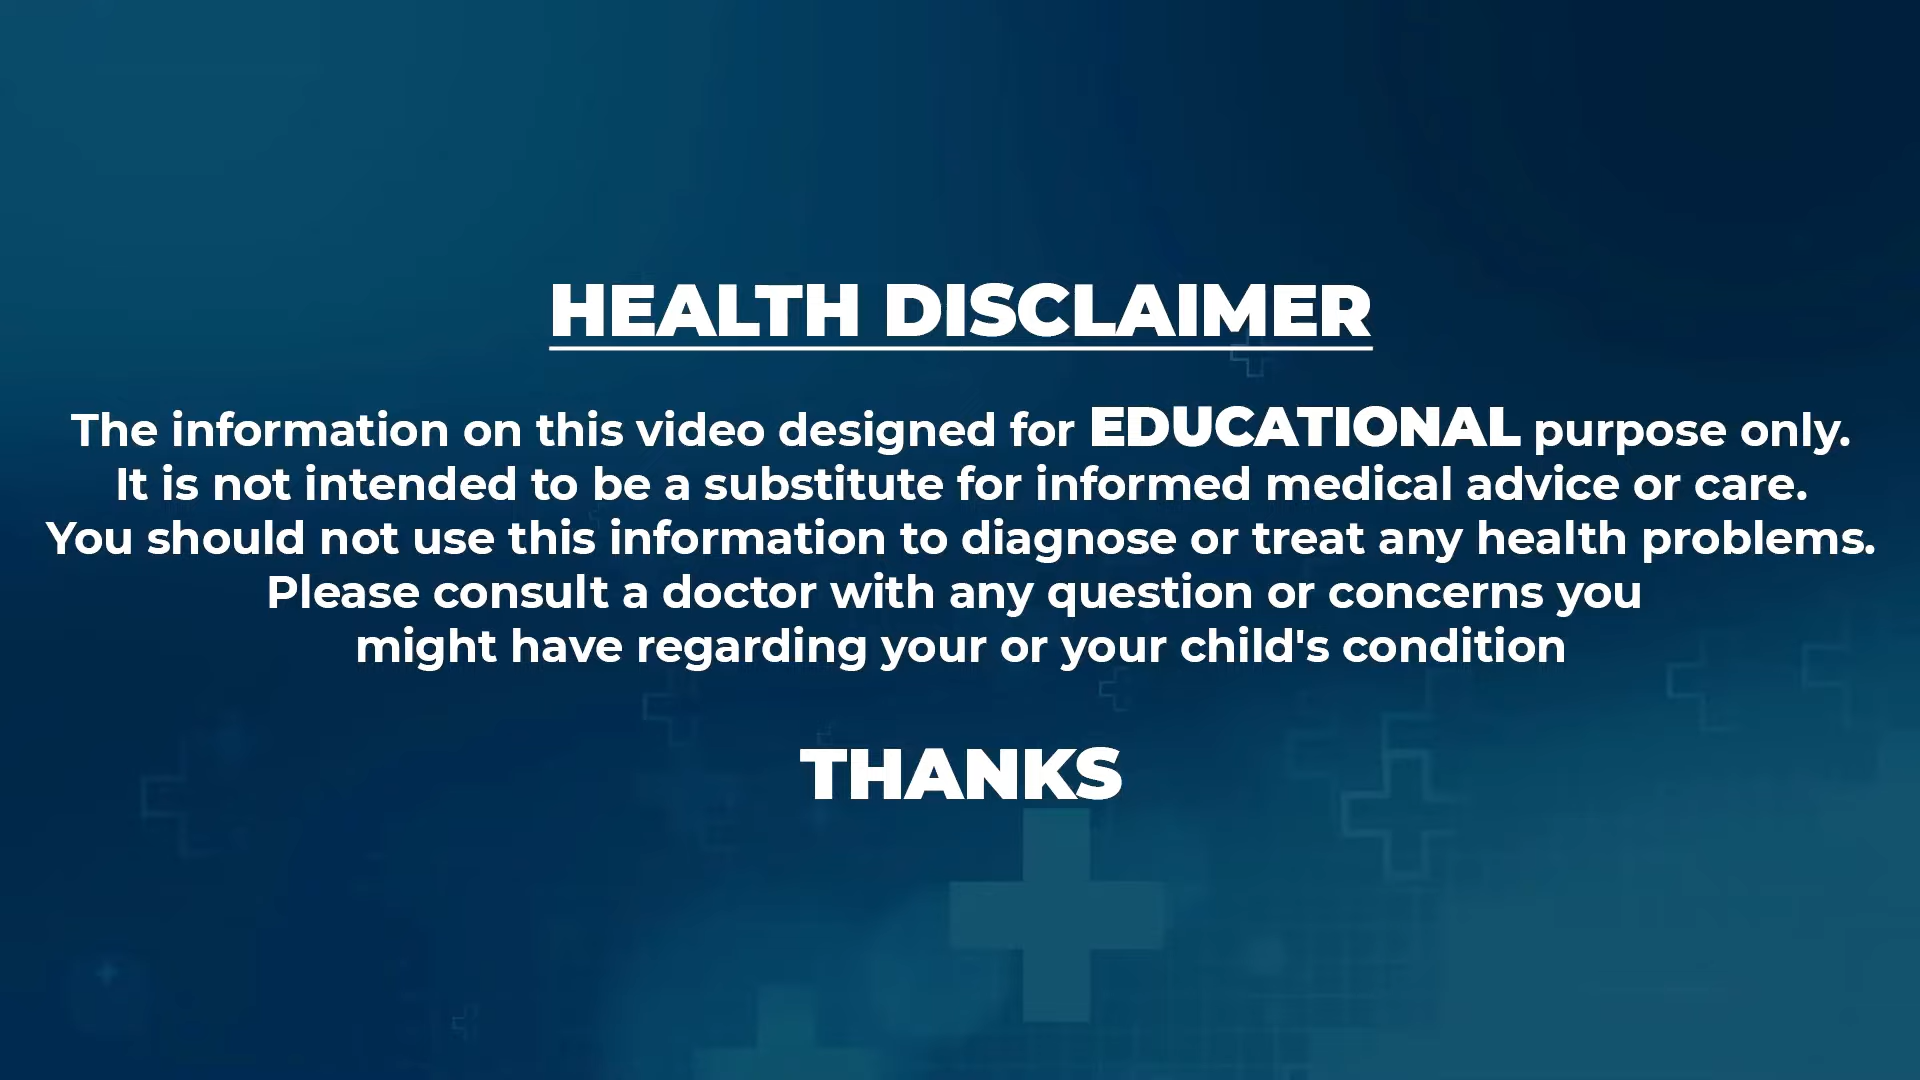 HEALTH DISCLAIMER
The information on this video designed for EDUCATIONAL purpose only.
It is not intended to be a substitute for informed medical advice or care.
You should not use this information to diagnose or treat any health problems.
Please consult a doctor with any question or concerns you
might have regarding your or your child's condition
THANKS